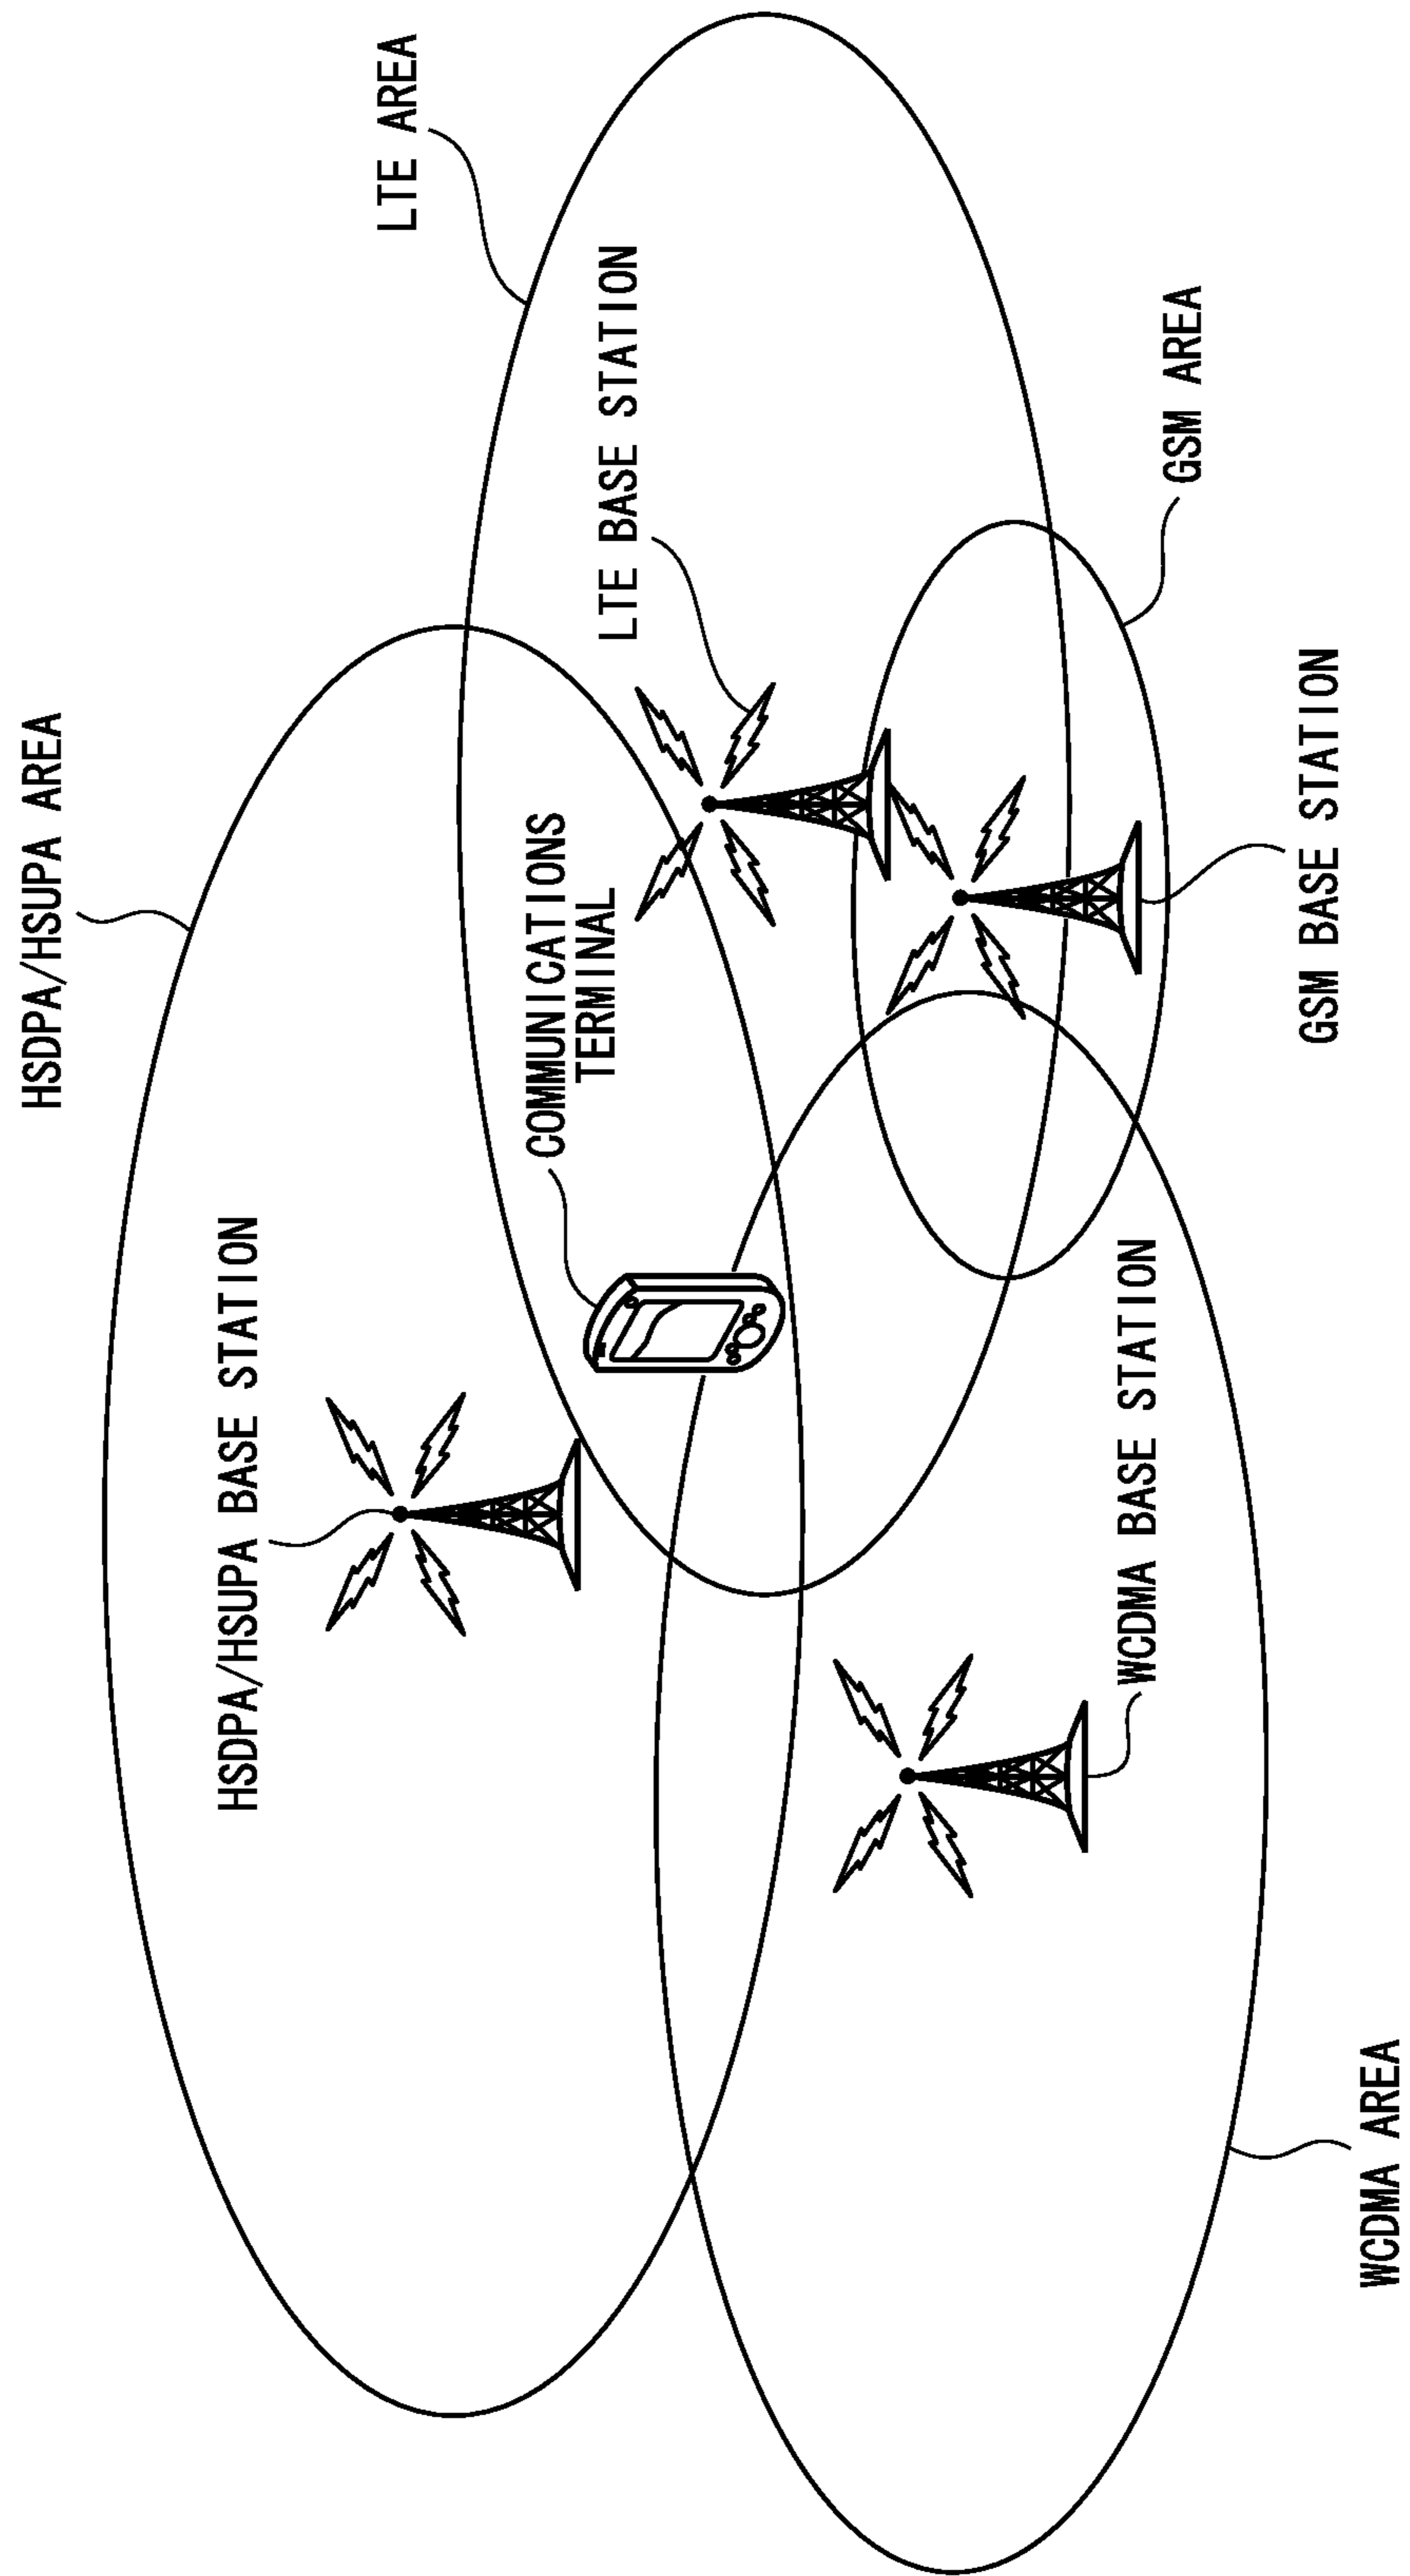 HSDPA/HSUPA AREA
LTE AREA
HSDPA/HSUPA BASE STATION
COMMUNICATIONS
TERMINAL
LTE BASE STATION
WCDMA BASE STATION
GSM AREA
GSM BASE STATION
WCDMA AREA